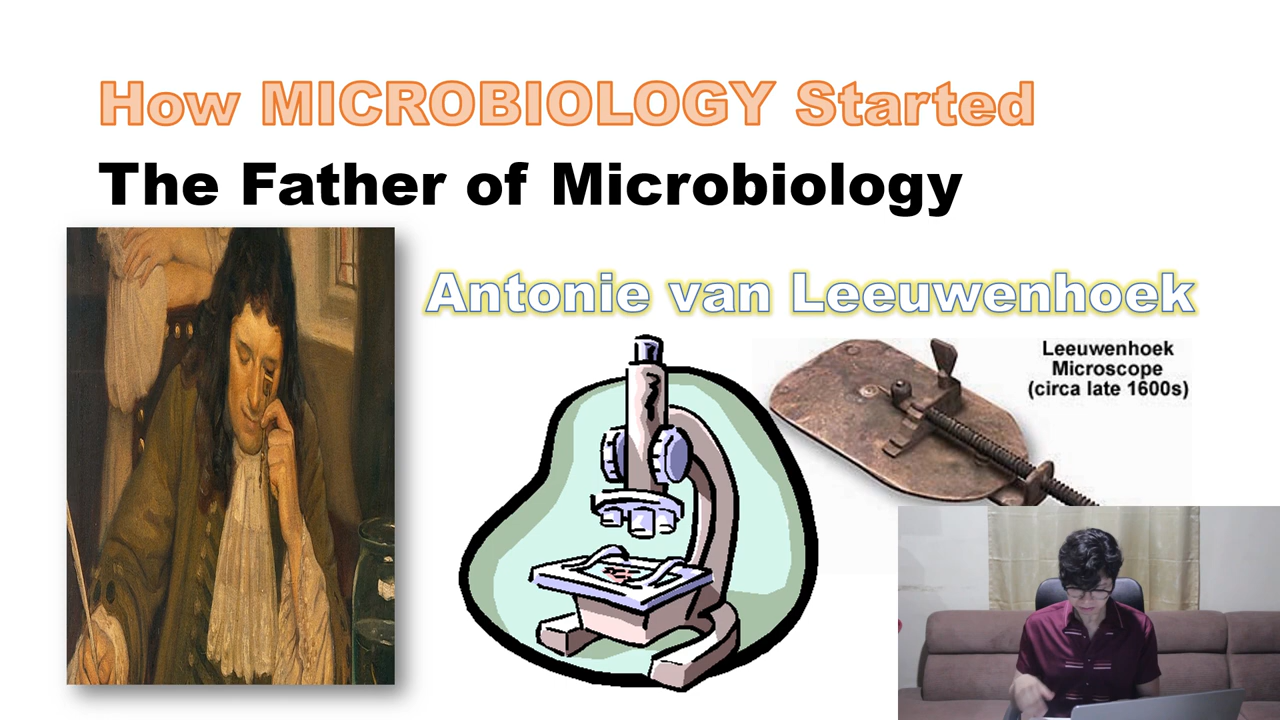 How MICROBIOLOGY Started
The Father of Microbiology
Antonie van Leeuwenhoek
Leeuwenhoek
Microscope
(circa late 1600s)